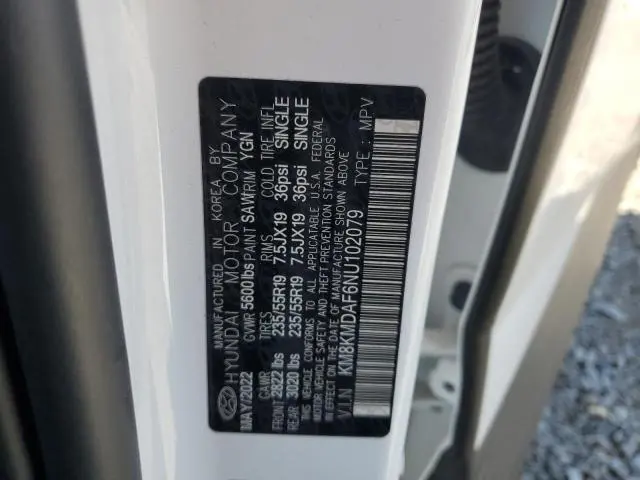 MANUFACTURED IN KOREA BY
HYUNDAI MOTOR COMPANY
MAY/2022 GVWR 5600lbs PAINT SAW TRIM YGN
GAWR TIRES RIMS COLD TIRE INFL
FRONT 2822 lbs 235/55R19 7.5JX19 36psi SINGLE
REAR 3020 lbs 235/55R19 7.5JX19 36psi SINGLE
THIS VEHICLE CONFORMS TO ALL APPLICABLE U.S.A. FEDERAL
MOTOR VEHICLE SAFETY AND THEFT PREVENTION STANDARDS
IN EFFECT ON THE DATE OF MANUFACTURE SHOWN ABOVE
V.I.N : KM8KMDAF6NU102079 TYPE : MPV